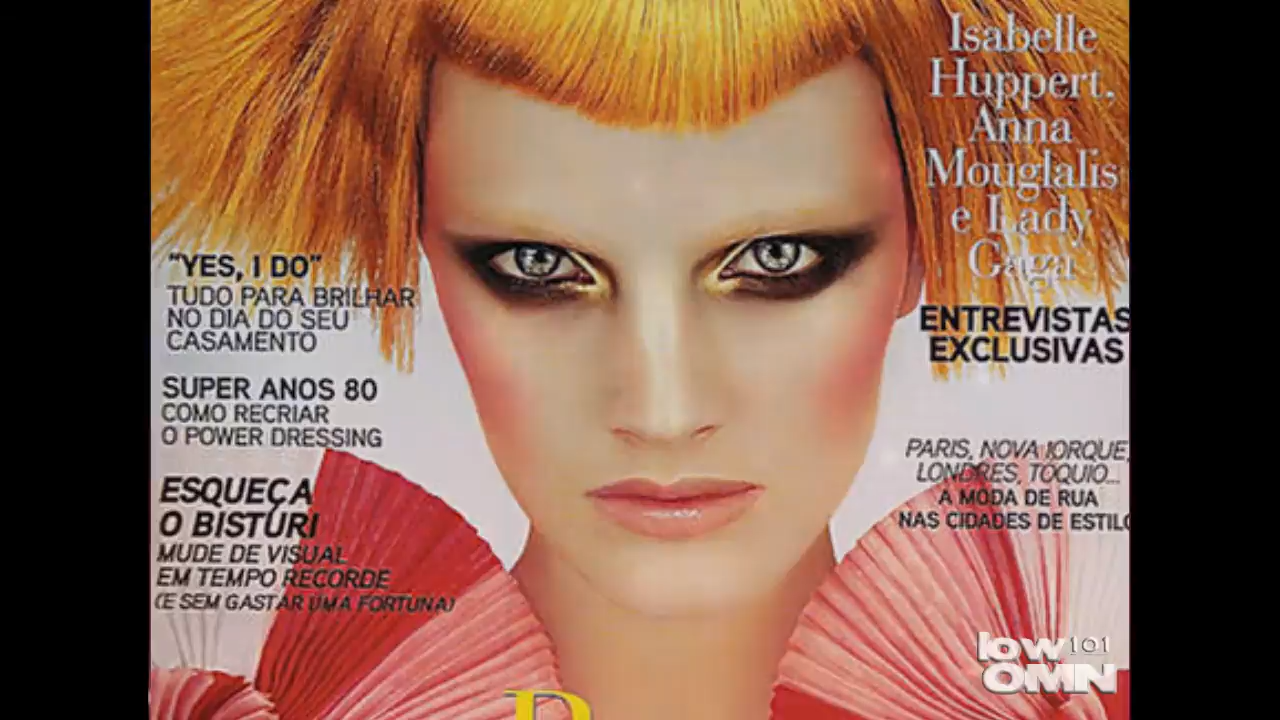 Isabelle
Huppert,
Anna
Mouglalis
e Lady
Gaga
ENTREVISTAS
EXCLUSIVAS
PARIS, NOVA IORQUE,
LONDRES, TÓQUIO...
A MODA DE RUA
NAS CIDADES DE ESTILO
"YES, I DO"
TUDO PARA BRILHAR
NO DIA DO SEU
CASAMENTO
SUPER ANOS 80
COMO RECRIAR
O POWER DRESSING
ESQUEÇA
O BISTURI
MUDE DE VISUAL
EM TEMPO RECORDE
(E SEM GASTAR UMA FORTUNA)
low 101
OMN